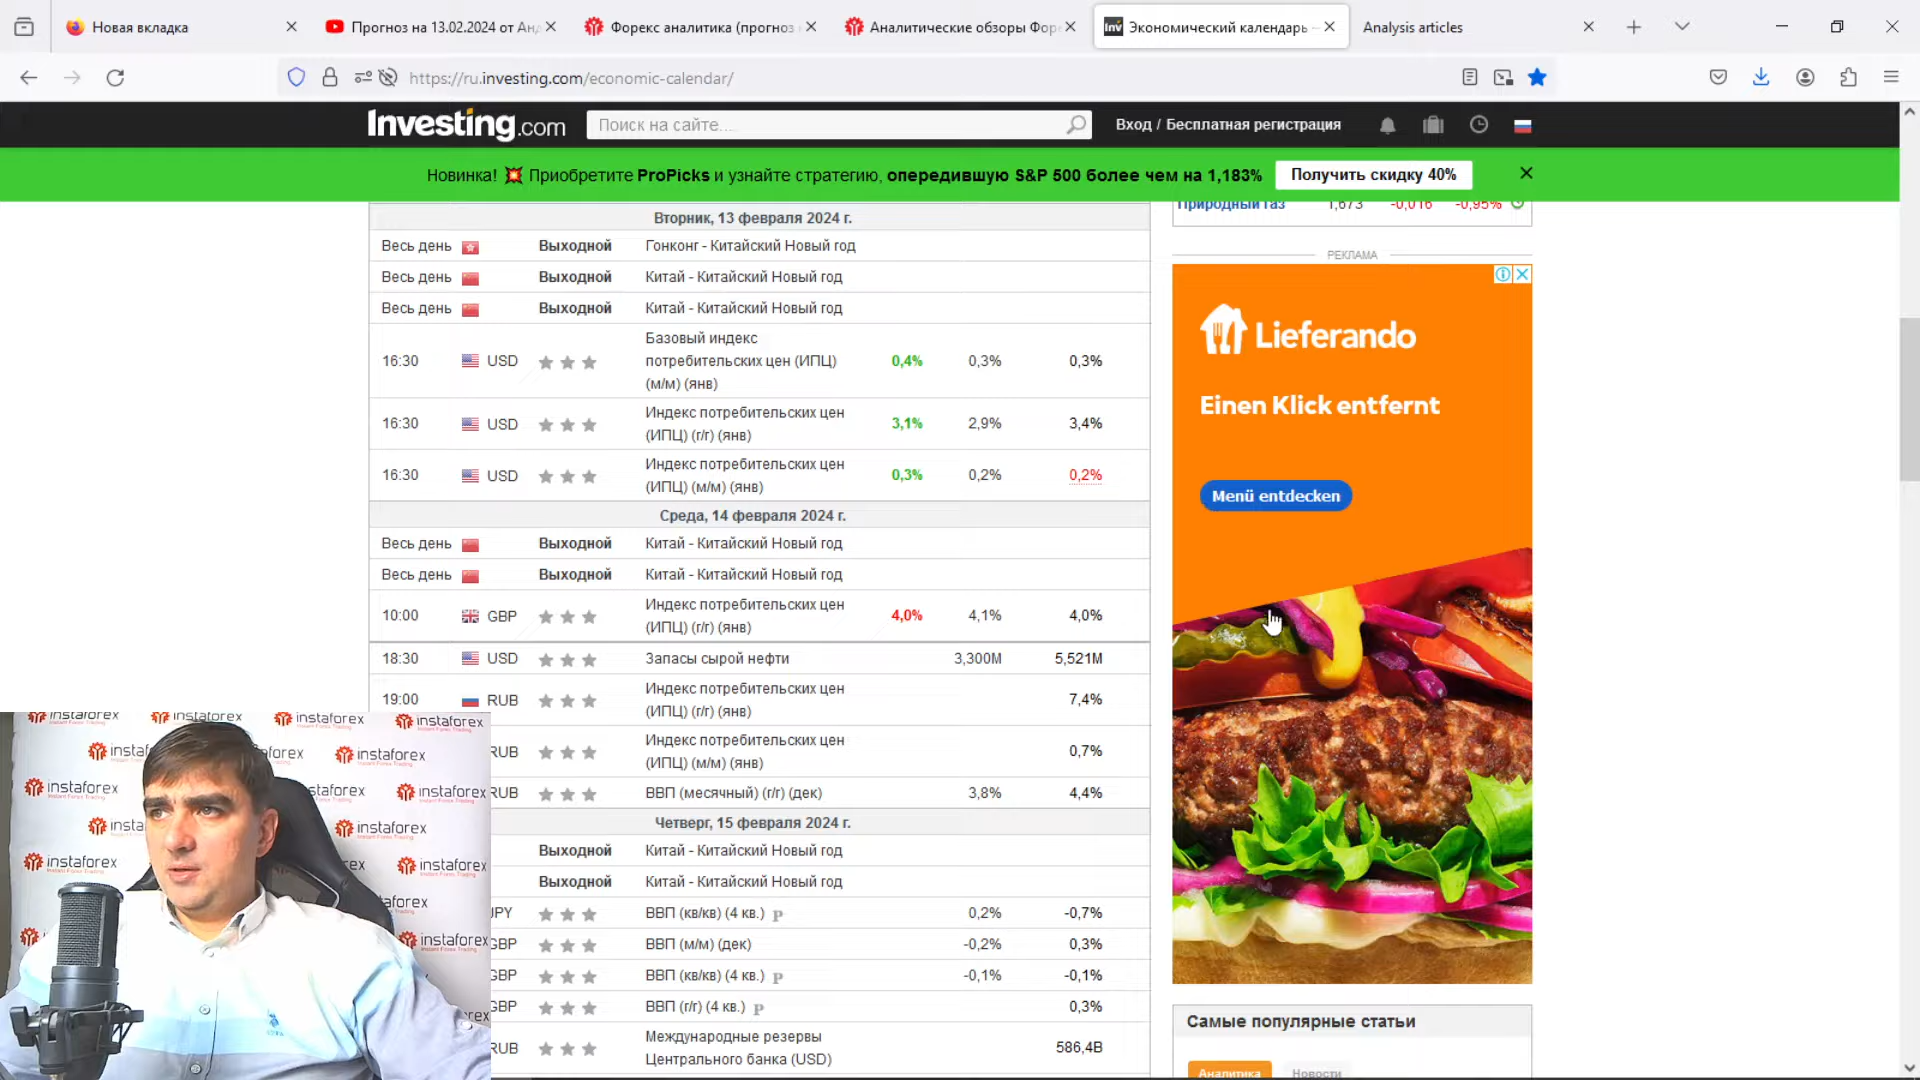 Новая вкладка
Прогноз на 13.02.2024 от Анд
Форекс аналитика (прогноз
Аналитические обзоры Фор
Экономический календарь –
Analysis articles
https://ru.investing.com/economic-calendar/
Investing.com
Поиск на сайте....
Вход / Бесплатная регистрация
Новинка! 💥 Приобретите ProPicks и узнайте стратегию, опередившую S&P 500 более чем на 1,183%
Получить скидку 40%
Природный газ 1,673 -0,016 -0,95%
Вторник, 13 февраля 2024 г.
Весь день Выходной Гонконг - Китайский Новый год
Весь день Выходной Китай - Китайский Новый год
Весь день Выходной Китай - Китайский Новый год
Базовый индекс
16:30 USD потребительских цен (ИПЦ) 0,4% 0,3% 0,3%
(м/м) (янв)
16:30 USD Индекс потребительских цен 3,1% 2,9% 3,4%
(ИПЦ) (г/г) (янв)
16:30 USD Индекс потребительских цен 0,3% 0,2% 0,2%
(ИПЦ) (м/м) (янв)
Среда, 14 февраля 2024 г.
Весь день Выходной Китай - Китайский Новый год
Весь день Выходной Китай - Китайский Новый год
10:00 GBP Индекс потребительских цен 4,0% 4,1% 4,0%
(ИПЦ) (г/г) (янв)
18:30 USD Запасы сырой нефти 3,300M 5,521M
19:00 RUB Индекс потребительских цен 7,4%
(ИПЦ) (г/г) (янв)
RUB Индекс потребительских цен 0,7%
(ИПЦ) (м/м) (янв)
RUB ВВП (месячный) (г/г) (дек) 3,8% 4,4%
Четверг, 15 февраля 2024 г.
Выходной Китай - Китайский Новый год
Выходной Китай - Китайский Новый год
JPY ВВП (кв/кв) (4 кв.) P 0,2% -0,7%
GBP ВВП (м/м) (дек) -0,2% 0,3%
GBP ВВП (кв/кв) (4 кв.) P -0,1% -0,1%
GBP ВВП (г/г) (4 кв.) P 0,3%
RUB Международные резервы 586,4B
Центрального банка (USD)
РЕКЛАМА
Lieferando
Einen Klick entfernt
Menü entdecken
Самые популярные статьи
Аналитика Новости
instaforex
Instant Forex Trading